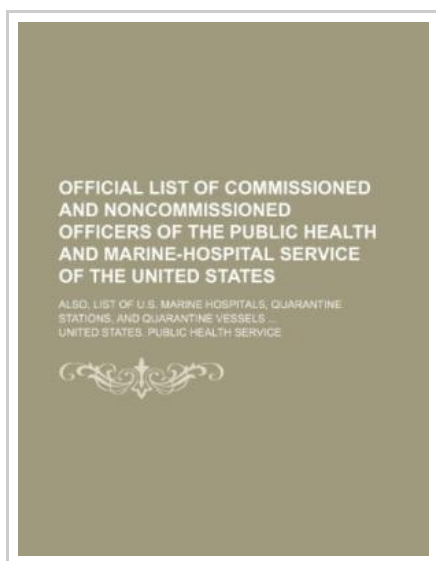 OFFICIAL LIST OF COMMISSIONED
AND NONCOMMISSIONED
OFFICERS OF THE PUBLIC HEALTH
AND MARINE-HOSPITAL SERVICE
OF THE UNITED STATES
ALSO, LIST OF U.S. MARINE HOSPITALS, QUARANTINE
STATIONS, AND QUARANTINE VESSELS ...
UNITED STATES. PUBLIC HEALTH SERVICE